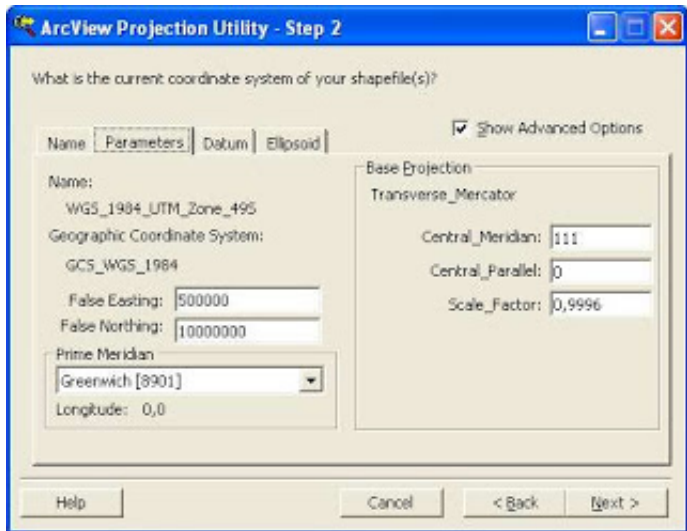 ArcView Projection Utility - Step 2
What is the current coordinate system of your shapefile(s)?
Show Advanced Options
Name Parameters Datum Ellipsoid
Name:
WGS_1984_UTM_Zone_49S
Geographic Coordinate System:
GCS_WGS_1984
False Easting: 500000
False Northing: 10000000
Prime Meridian
Greenwich [8901]
Longitude: 0,0
Base Projection
Transverse_Mercator
Central_Meridian: 111
Central_Parallel: 0
Scale_Factor: 0,9996
Help Cancel < Back Next >